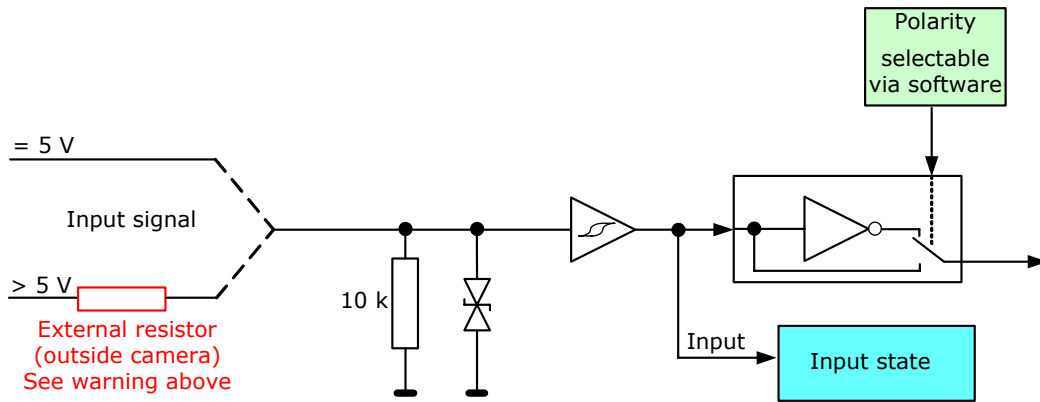 Polarity
selectable
via software
= 5 V
Input signal
> 5 V
10 k
External resistor
(outside camera)
See warning above
Input
Input state